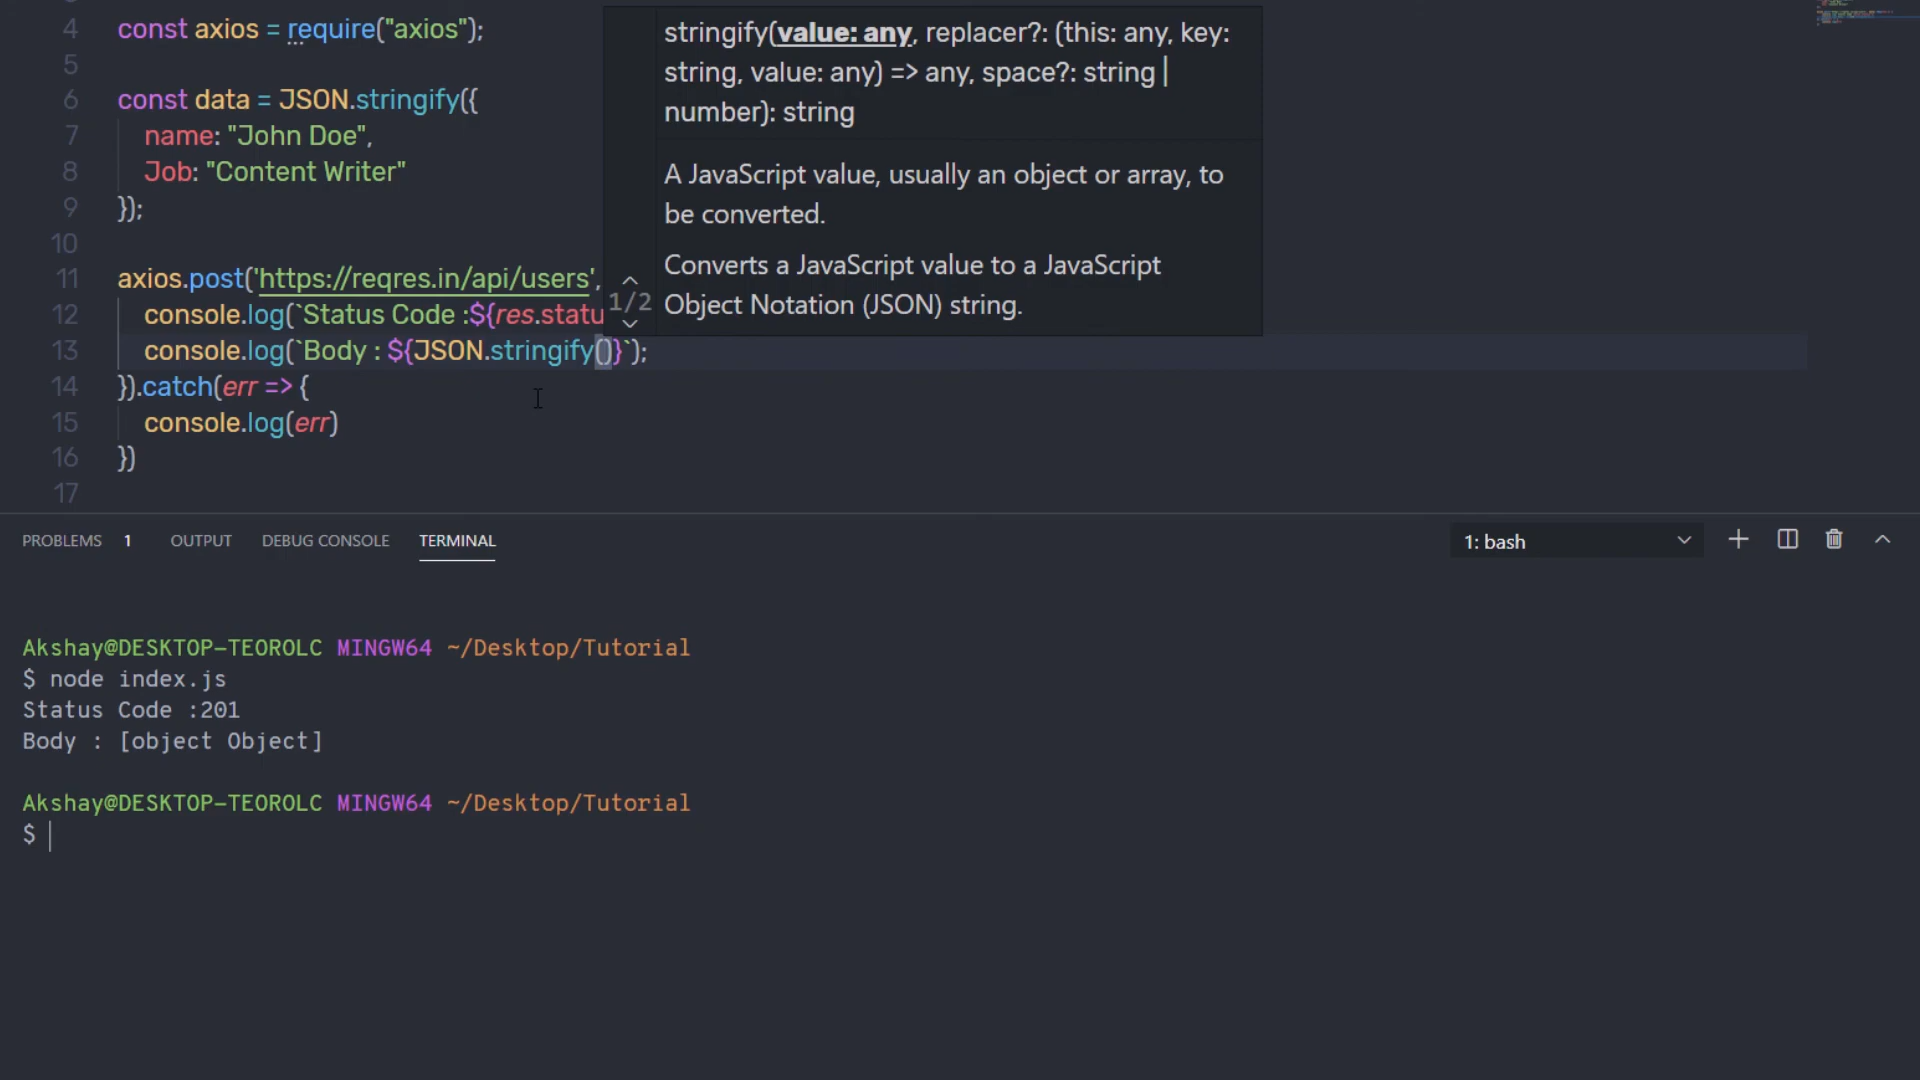 4 const axios = require("axios");
5
6 const data = JSON.stringify({
7 name: "John Doe",
8 Job: "Content Writer"
9 });
10
11 axios.post('https://reqres.in/api/users',
12 console.log(`Status Code :${res.statu
13 console.log(`Body : ${JSON.stringify()}`);
14 }).catch(err => {
15 console.log(err)
16 })
17
stringify(value: any, replacer?: (this: any, key:
string, value: any) => any, space?: string |
number): string
A JavaScript value, usually an object or array, to
be converted.
Converts a JavaScript value to a JavaScript
Object Notation (JSON) string.
1/2
PROBLEMS 1 OUTPUT DEBUG CONSOLE TERMINAL 1: bash
Akshay@DESKTOP-TEOROLC MINGW64 ~/Desktop/Tutorial
$ node index.js
Status Code :201
Body : [object Object]
Akshay@DESKTOP-TEOROLC MINGW64 ~/Desktop/Tutorial
$